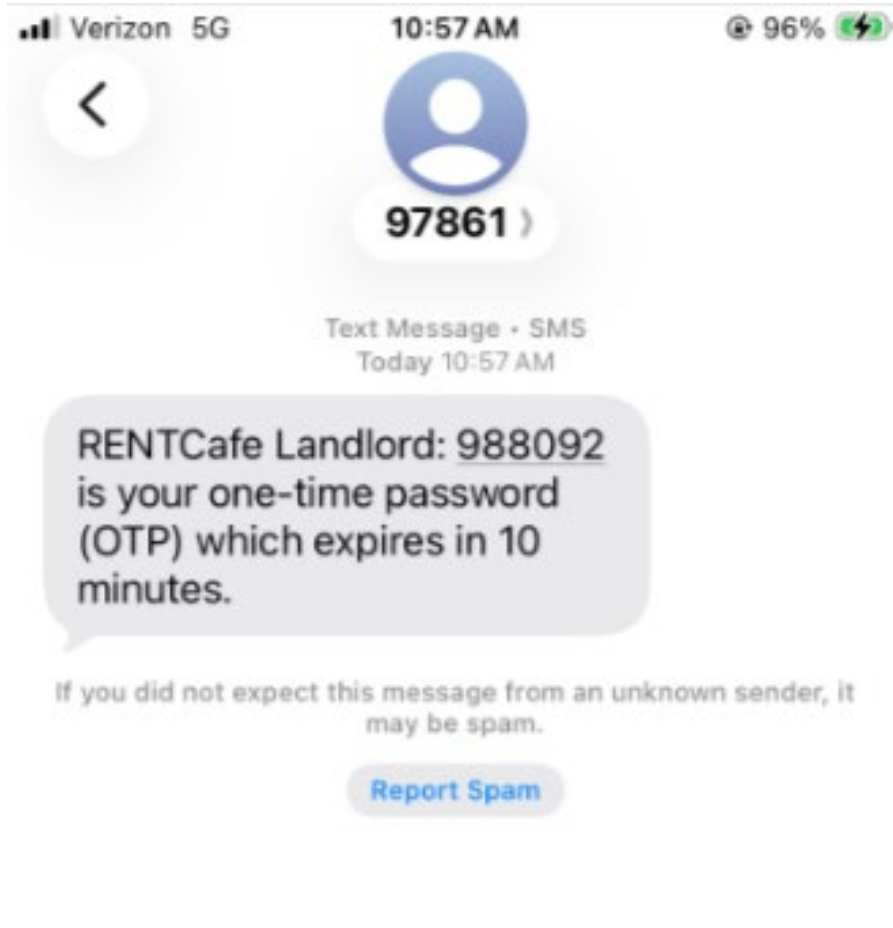 Verizon 5G 10:57 AM 96%
97861
Text Message • SMS
Today 10:57 AM
RENTCafe Landlord: 988092
is your one-time password
(OTP) which expires in 10
minutes.
If you did not expect this message from an unknown sender, it
may be spam.
Report Spam